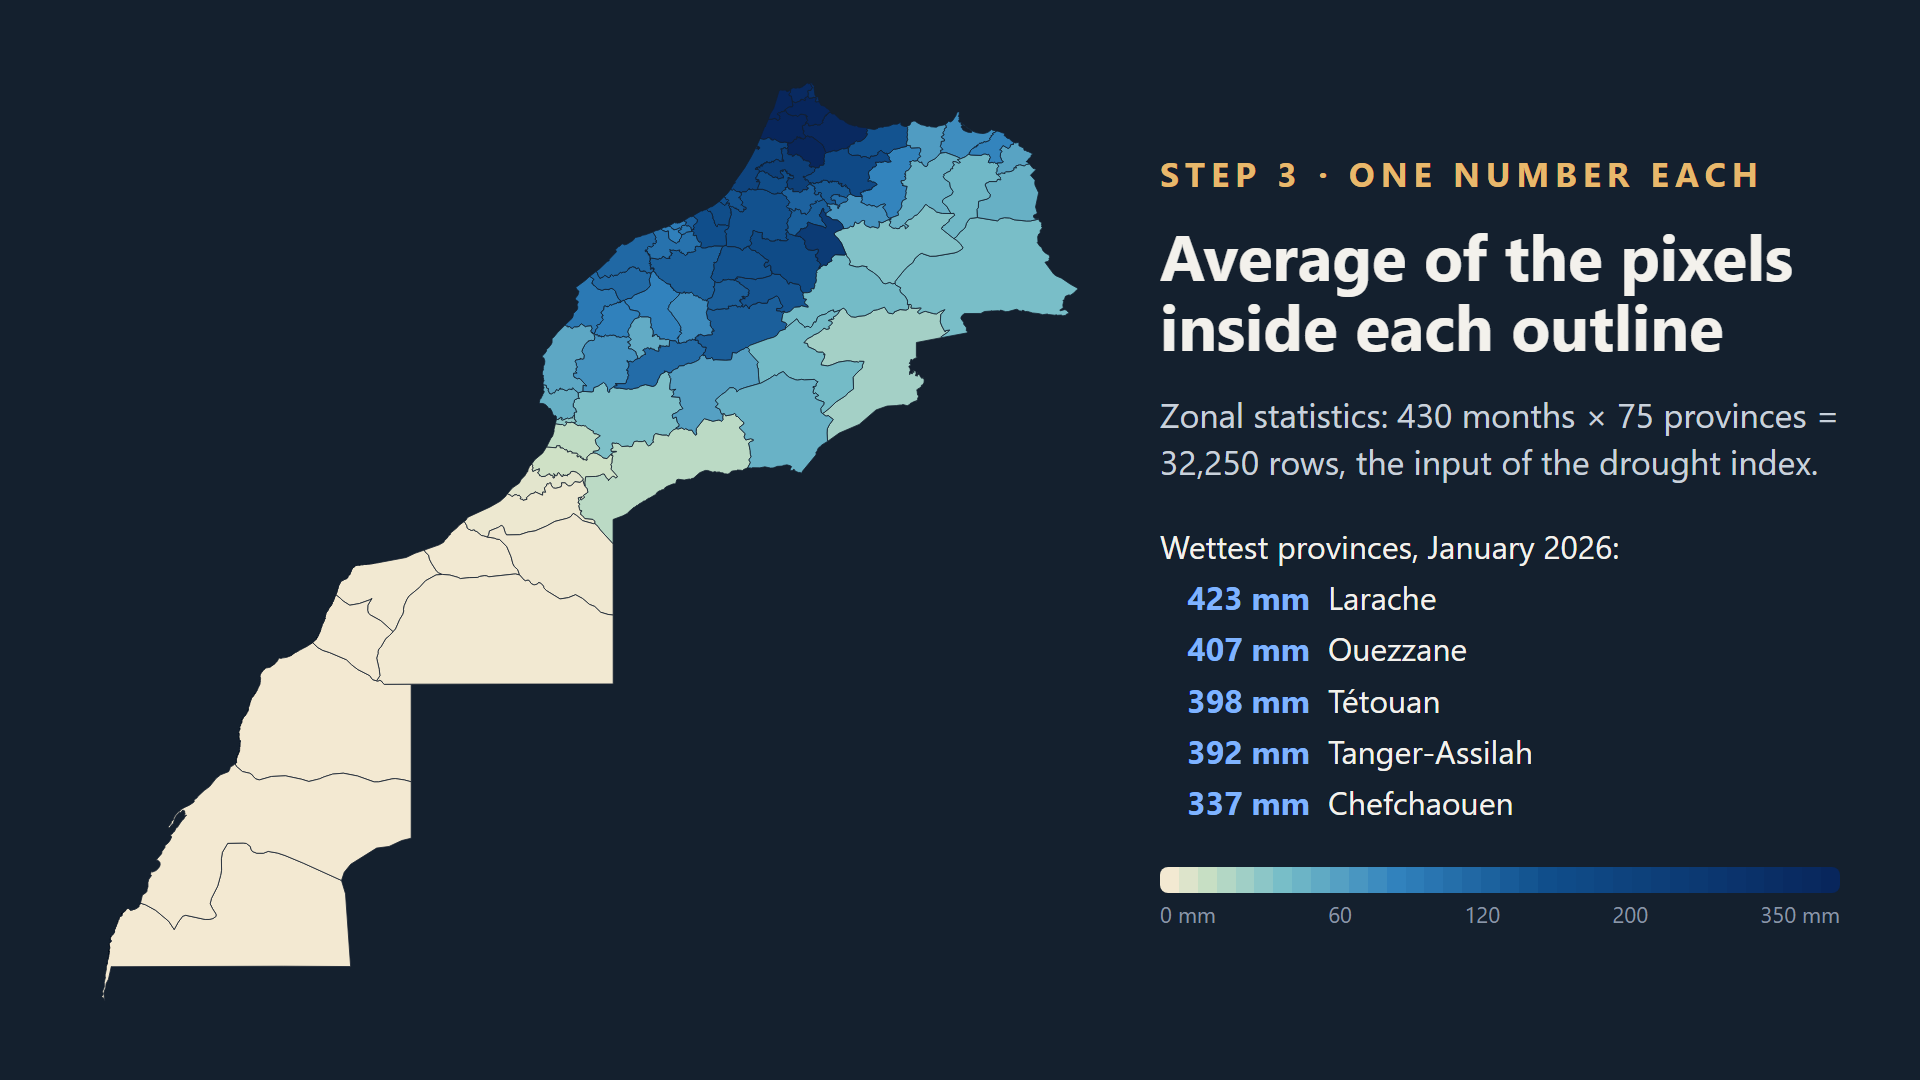 STEP 3 · ONE NUMBER EACH
Average of the pixels
inside each outline
Zonal statistics: 430 months × 75 provinces =
32,250 rows, the input of the drought index.
Wettest provinces, January 2026:
423 mm Larache
407 mm Ouezzane
398 mm Tétouan
392 mm Tanger-Assilah
337 mm Chefchaouen
0 mm 60 120 200 350 mm